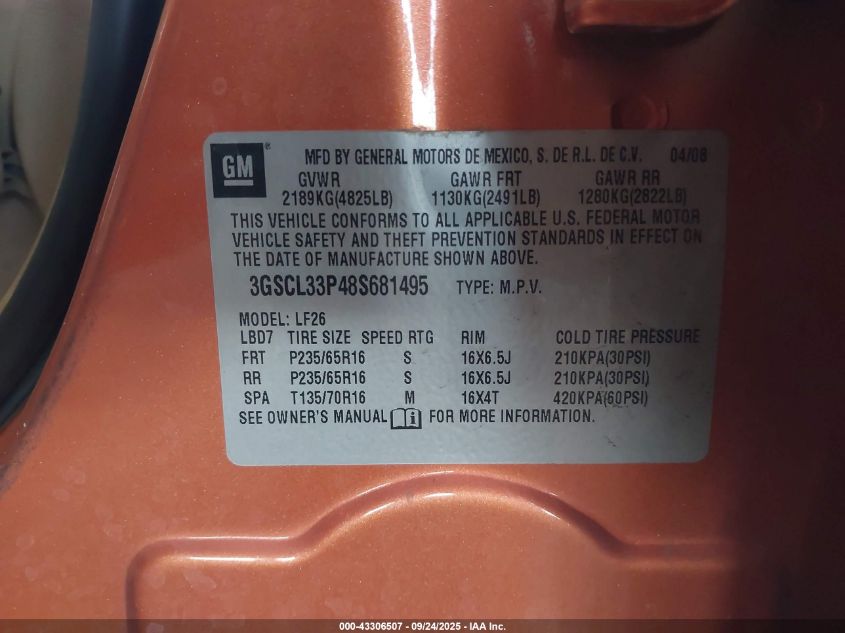 GM® MFD BY GENERAL MOTORS DE MEXICO, S. DE R.L. DE C.V. 04/08
GVWR GAWR FRT GAWR RR
2189KG(4825LB) 1130KG(2491LB) 1280KG(2822LB)
THIS VEHICLE CONFORMS TO ALL APPLICABLE U.S. FEDERAL MOTOR
VEHICLE SAFETY AND THEFT PREVENTION STANDARDS IN EFFECT ON
THE DATE OF MANUFACTURE SHOWN ABOVE.
3GSCL33P48S681495 TYPE: M.P.V.
MODEL: LF26
LBD7 TIRE SIZE SPEED RTG RIM COLD TIRE PRESSURE
FRT P235/65R16 S 16X6.5J 210KPA(30PSI)
RR P235/65R16 S 16X6.5J 210KPA(30PSI)
SPA T135/70R16 M 16X4T 420KPA(60PSI)
SEE OWNER'S MANUAL FOR MORE INFORMATION.
000-43306507 - 09/24/2025 - IAA Inc.